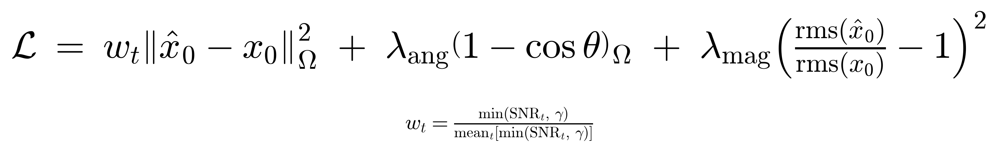 ℒ = w_t‖x̂_0 − x_0‖²_Ω + λ_ang(1 − cos θ)_Ω + λ_mag(rms(x̂_0)/rms(x_0) − 1)²
w_t = min(SNR_t, γ)/mean_t[min(SNR_t, γ)]